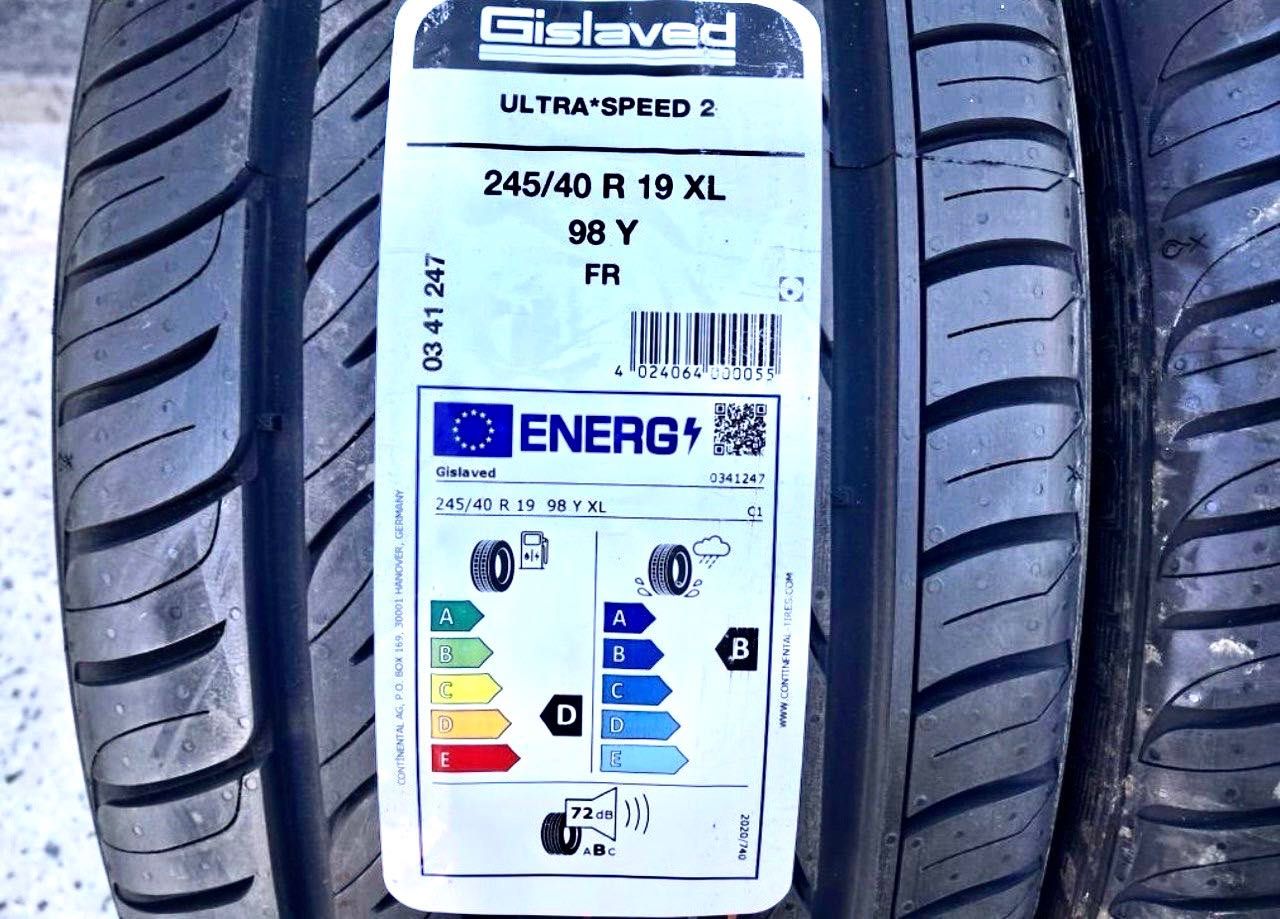 Gislaved
ULTRA*SPEED 2
245/40 R 19 XL
98 Y
FR
03 41 247
4 024064 000055
ENERG
Gislaved 0341247
245/40 R 19 98 Y XL C1
A
B
C
D
E
D
A
B
C
D
E
B
72 dB
ABC
2020/740
CONTINENTAL AG, P.O. BOX 169, 30001 HANOVER, GERMANY
WWW.CONTINENTAL-TIRES.COM